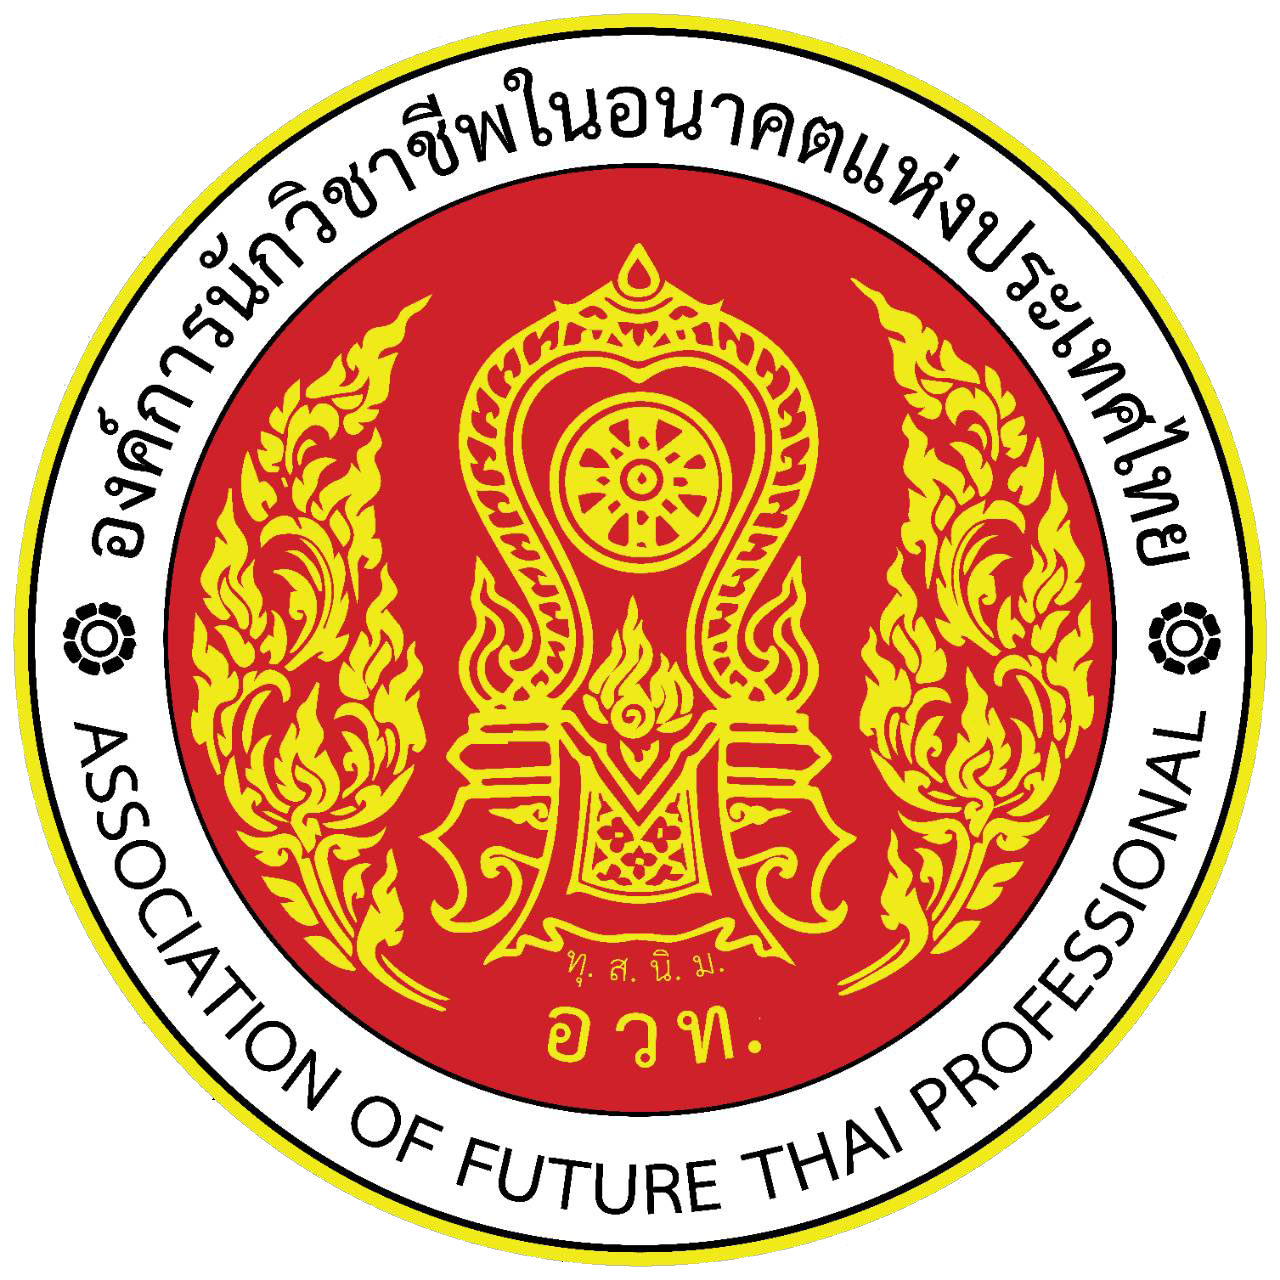 องค์การนักวิชาชีพในอนาคตแห่งประเทศไทย
ทุ. ส. นิ. ม.
อวท.
ASSOCIATION OF FUTURE THAI PROFESSIONAL